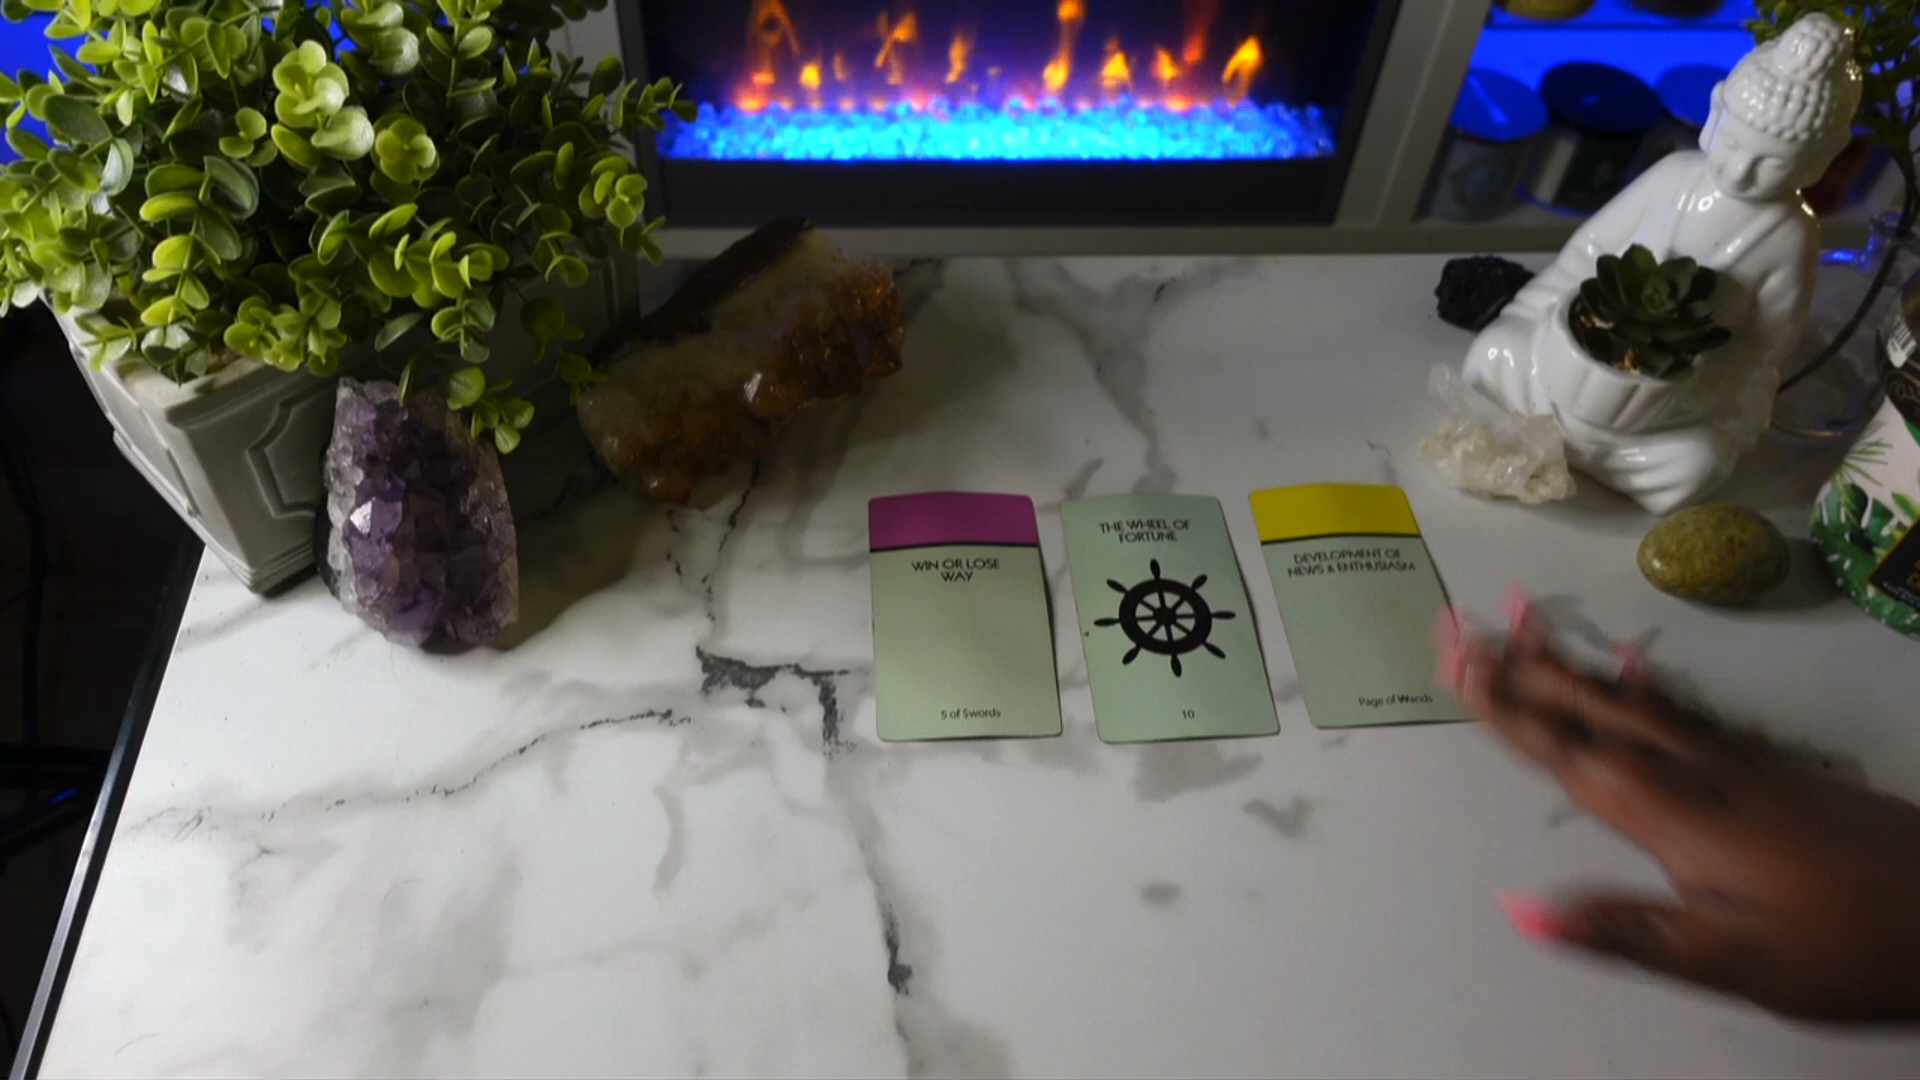 WIN OR LOSE
WAY
5 of $words
THE WHEEL OF
FORTUNE
10
DEVELOPMENT OF
NEWS & ENTHUSIASM
Page of Wands